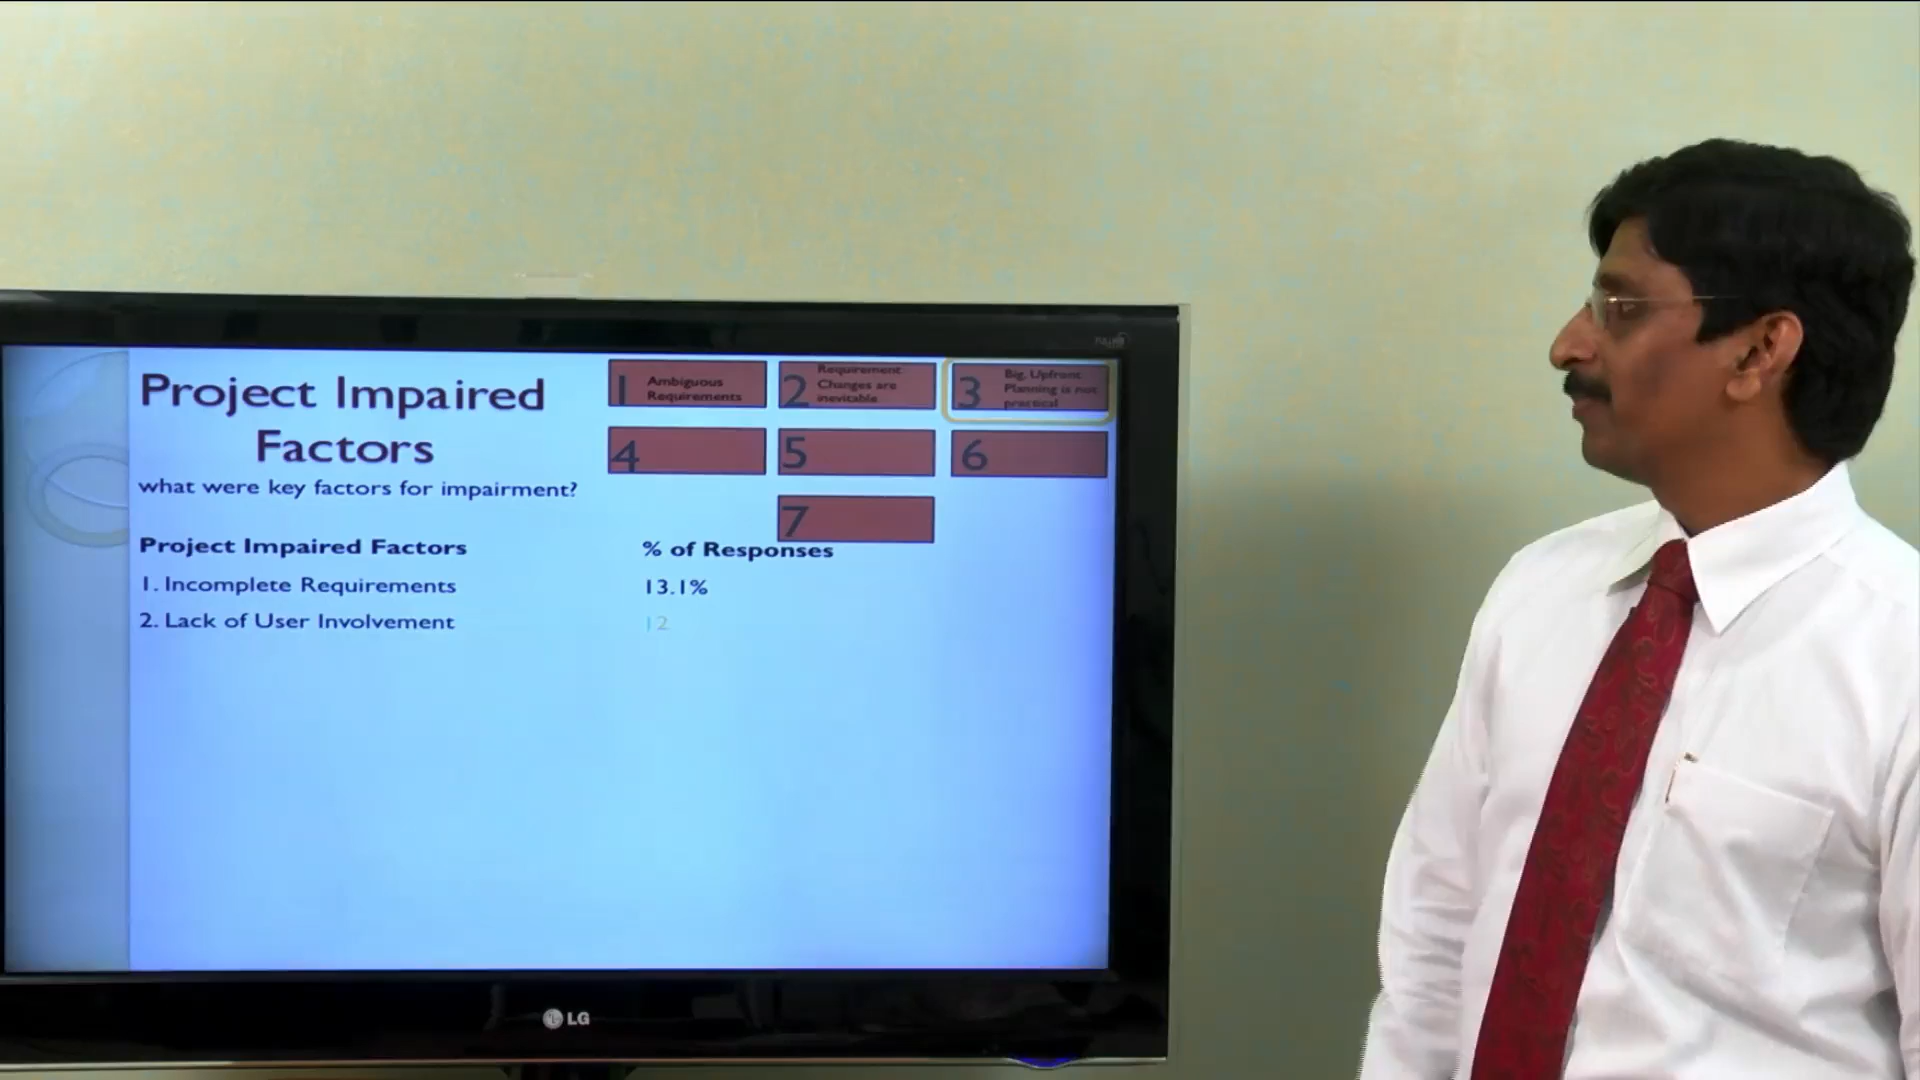 Project Impaired
Factors
what were key factors for impairment?
1 Ambiguous
Requirements
2 Requirement
Changes are
inevitable
3 Big, Upfront
Planning is not
practical
4
5
6
7
Project Impaired Factors % of Responses
1. Incomplete Requirements 13.1%
2. Lack of User Involvement 12
LG